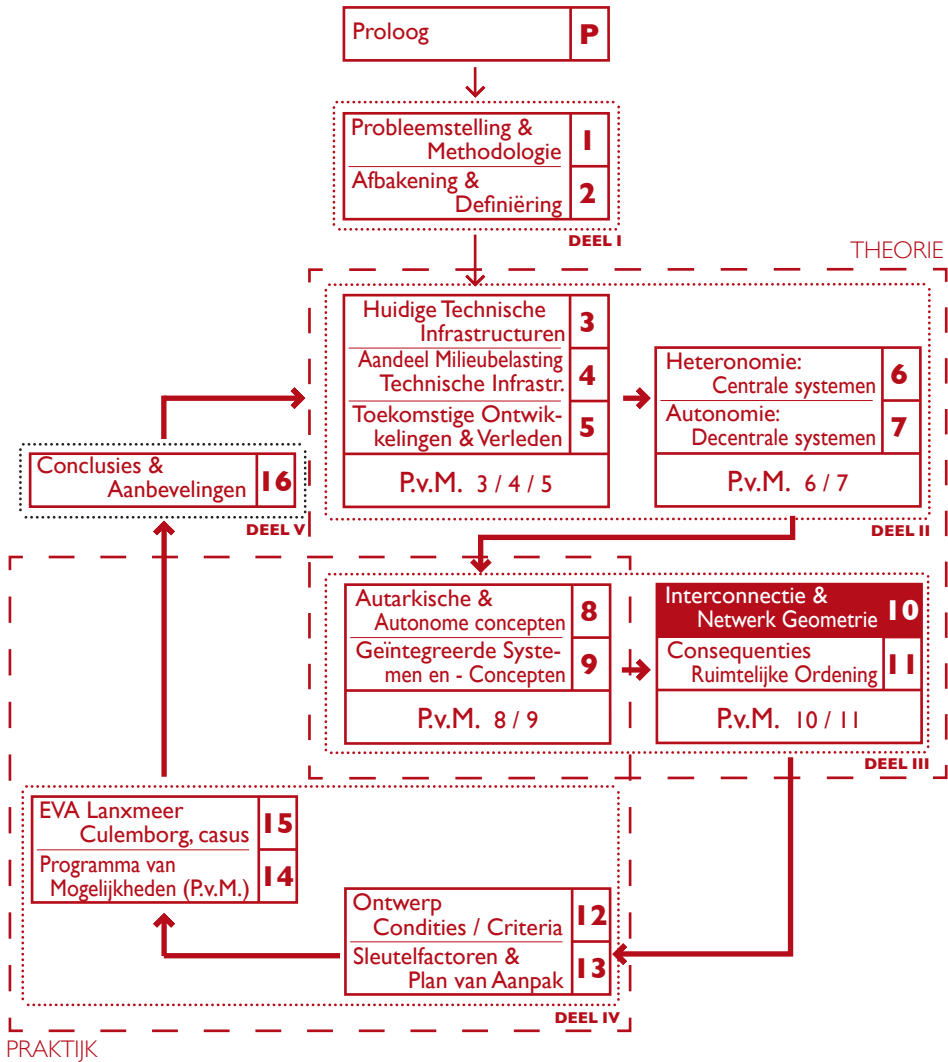 Proloog P
Probleemstelling & 1
Methodologie
Afbakening & 2
Definiëring
DEEL I
THEORIE
Huidige Technische 3
Infrastructuren
Aandeel Milieubelasting 4
Technische Infrastr.
Toekomstige Ontwik- 5
kkelingen & Verleden
P.v.M. 3 / 4 / 5
Heteronomie: 6
Centrale systemen
Autonomie: 7
Decentrale systemen
P.v.M. 6 / 7
DEEL II
Conclusies & 16
Aanbevelingen
DEEL V
Autarkische & 8
Autonome concepten
Geïntegreerde Syste- 9
men en - Concepten
P.v.M. 8 / 9
Interconnectie & 10
Netwerk Geometrie
Consequenties 11
Ruimtelijke Ordening
P.v.M. 10 / 11
DEEL III
EVA Lanxmeer 15
Culemborg, casus
Programma van 14
Mogelijkheden (P.v.M.)
Ontwerp 12
Condities / Criteria
Sleutelfactoren & 13
Plan van Aanpak
DEEL IV
PRAKTIJK